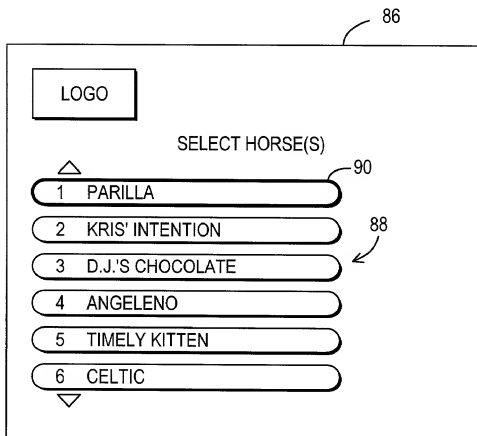 86
LOGO
SELECT HORSE(S)
90
1 PARILLA
2 KRIS' INTENTION
88
3 D.J.'S CHOCOLATE
4 ANGELENO
5 TIMELY KITTEN
6 CELTIC